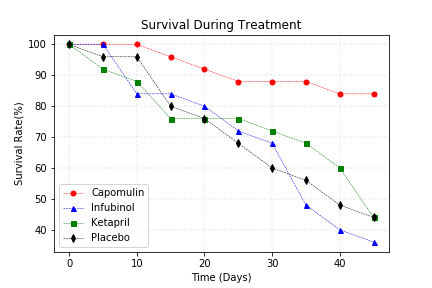 Survival During Treatment
Survival Rate(%)
100
90
80
70
60
50
40
Capomulin
Infubinol
Ketapril
Placebo
0
10
20
30
40
Time (Days)